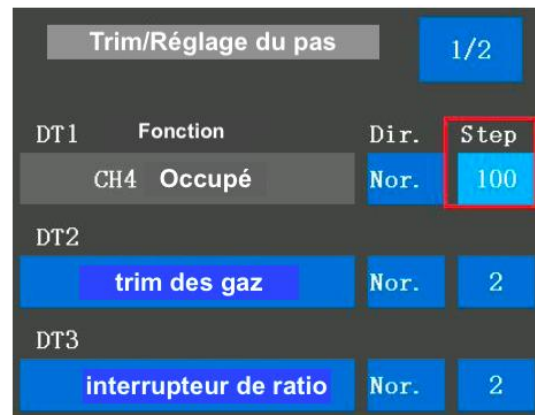 Trim/Réglage du pas 1/2
DT1 Fonction Dir. Step
CH4 Occupé Nor. 100
DT2
trim des gaz Nor. 2
DT3
interrupteur de ratio Nor. 2